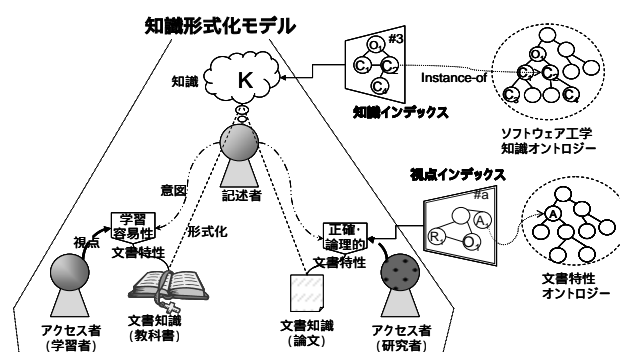 知識形式化モデル
知識
K
#3
O₁
C₁
C₂
C₄
Instance-of
知識インデックス
ソフトウェア工学
知識オントロジー
記述者
意図
形式化
視点インデックス
#a
A₁
A
学習
容易性
視点
文書特性
正確・
論理的
文書特性
文書特性
オントロジー
アクセス者
(学習者)
文書知識
(教科書)
文書知識
(論文)
アクセス者
(研究者)